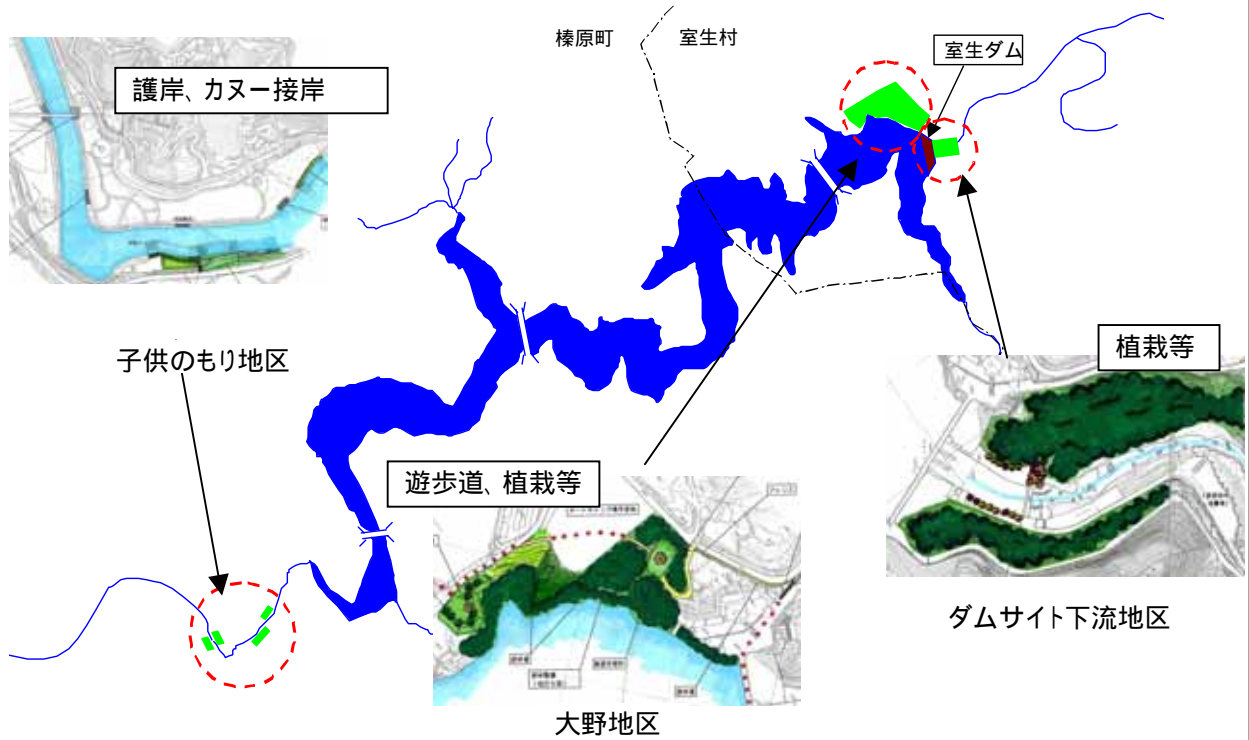 榛原町
室生村
室生ダム
護岸、カヌー接岸
子供のもり地区
植栽等
遊歩道、植栽等
ダムサイト下流地区
大野地区